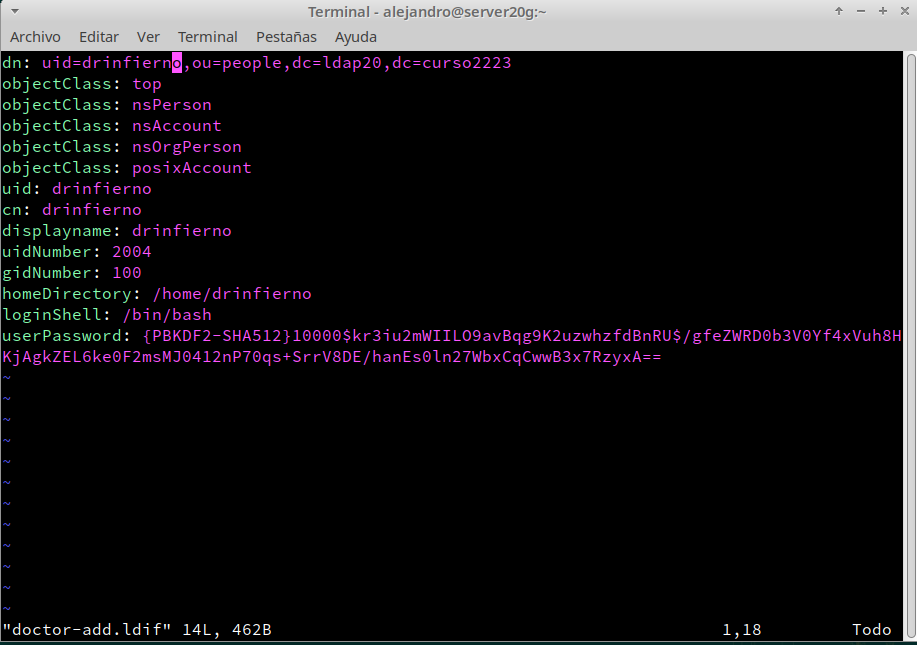 Terminal - alejandro@server20g:~
Archivo Editar Ver Terminal Pestañas Ayuda
dn: uid=drinfierno,ou=people,dc=ldap20,dc=curso2223
objectClass: top
objectClass: nsPerson
objectClass: nsAccount
objectClass: nsOrgPerson
objectClass: posixAccount
uid: drinfierno
cn: drinfierno
displayname: drinfierno
uidNumber: 2004
gidNumber: 100
homeDirectory: /home/drinfierno
loginShell: /bin/bash
userPassword: {PBKDF2-SHA512}10000$kr3iu2mWIILO9avBqg9K2uzwhzfdBnRU$/gfeZWRD0b3V0Yf4xVuh8H
KjAgkZEL6ke0F2msMJ0412nP70qs+SrrV8DE/hanEs0ln27WbxCqCwwB3x7RzyxA==
~
~
~
~
~
~
~
~
~
~
~
~
"doctor-add.ldif" 14L, 462B 1,18 Todo